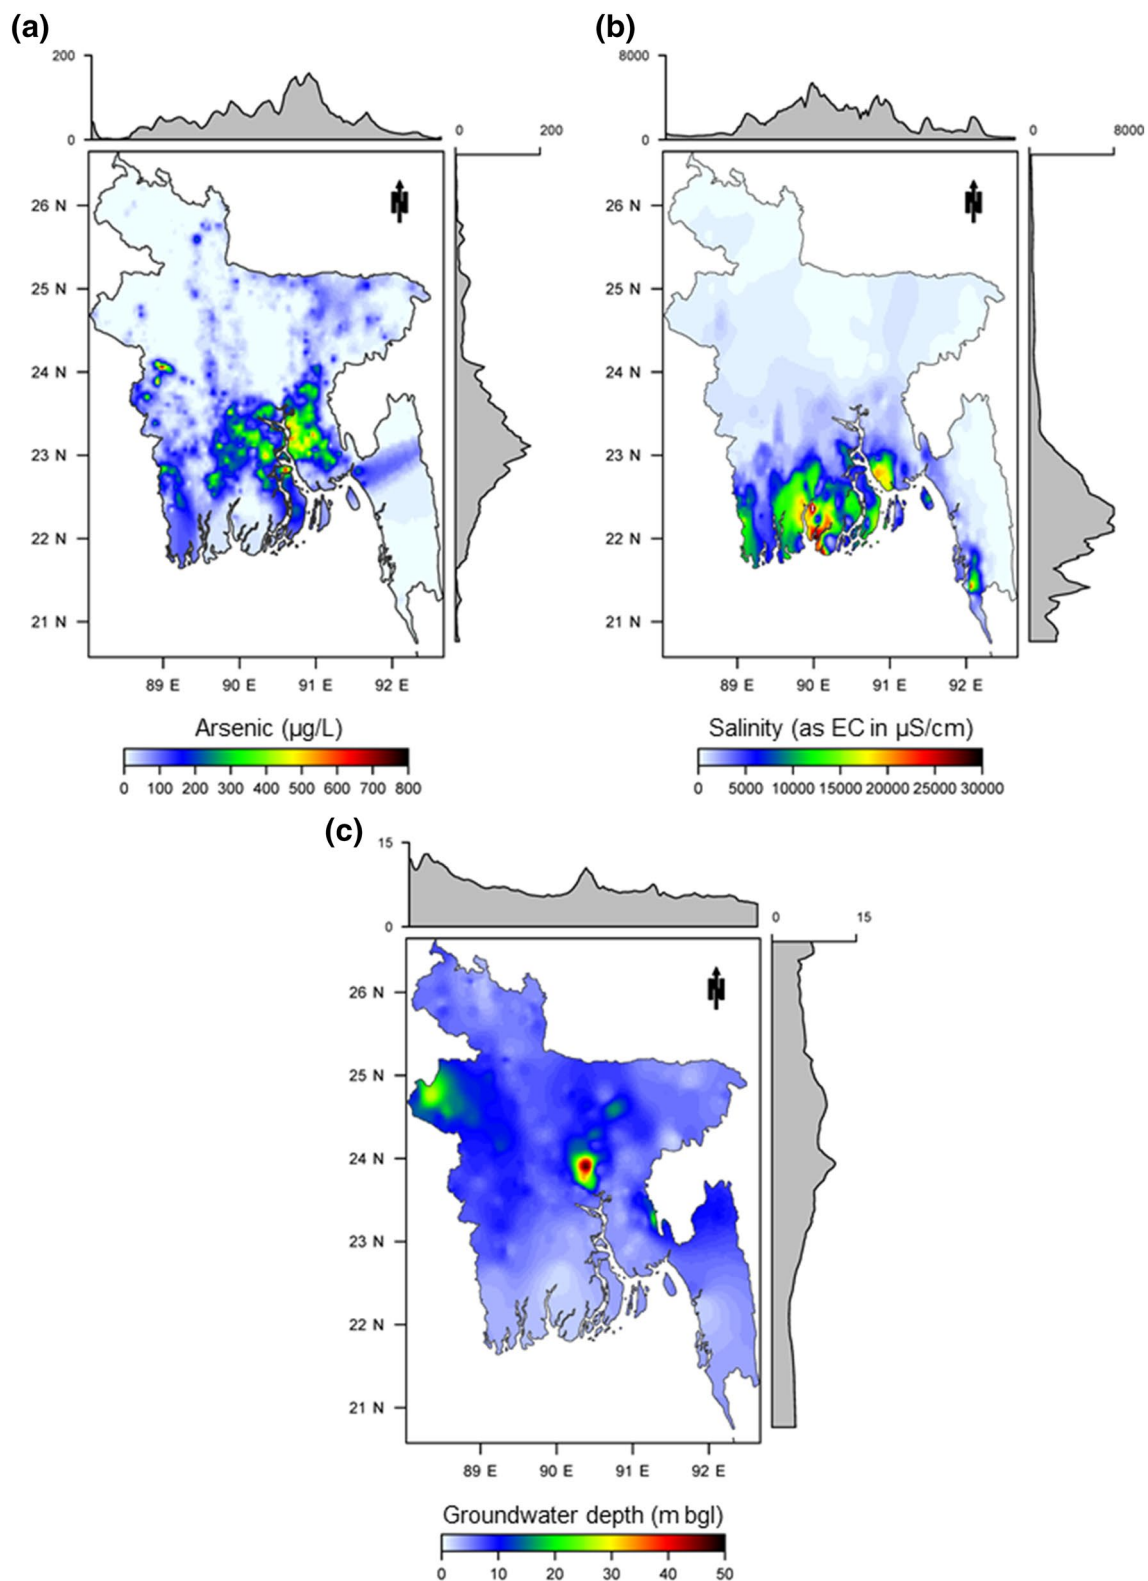 (a)
(b)
200
0
0 200
8000
0
0 8000
N
26 N
25 N
24 N
23 N
22 N
21 N
89 E 90 E 91 E 92 E
Arsenic (µg/L)
0 100 200 300 400 500 600 700 800
N
26 N
25 N
24 N
23 N
22 N
21 N
89 E 90 E 91 E 92 E
Salinity (as EC in µS/cm)
0 5000 10000 15000 20000 25000 30000
(c)
15
0
0 15
N
26 N
25 N
24 N
23 N
22 N
21 N
89 E 90 E 91 E 92 E
Groundwater depth (m bgl)
0 10 20 30 40 50